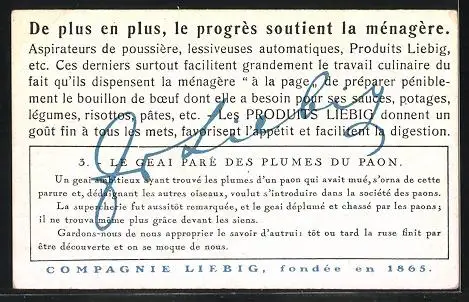 De plus en plus, le progrès soutient la ménagère.
Aspirateurs de poussière, lessiveuses automatiques, Produits Liebig,
etc. Ces derniers surtout facilitent grandement le travail culinaire du
fait qu'ils dispensent la ménagère "à la page", de préparer pénible-
ment le bouillon de bœuf dont elle a besoin pour ses sauces, potages,
légumes, risottos, pâtes, etc. - Les PRODUITS LIEBIG donnent un
goût fin à tous les mets, favorisent l'appétit et facilitent la digestion.
3. - LE GEAI PARÉ DES PLUMES DU PAON.
Un geai ambitieux ayant trouvé les plumes d'un paon qui avait mué, s'orna de cette
parure et, dédaignant les autres oiseaux, voulut s'introduire dans la société des paons.
La supercherie fut aussitôt remarquée, et le geai déplumé et chassé par les paons;
il ne trouva même plus grâce devant les siens.
Gardons-nous de nous approprier le savoir d'autrui: tôt ou tard la ruse finit par
être découverte et on se moque de nous.
COMPAGNIE LIEBIG, fondée en 1865.